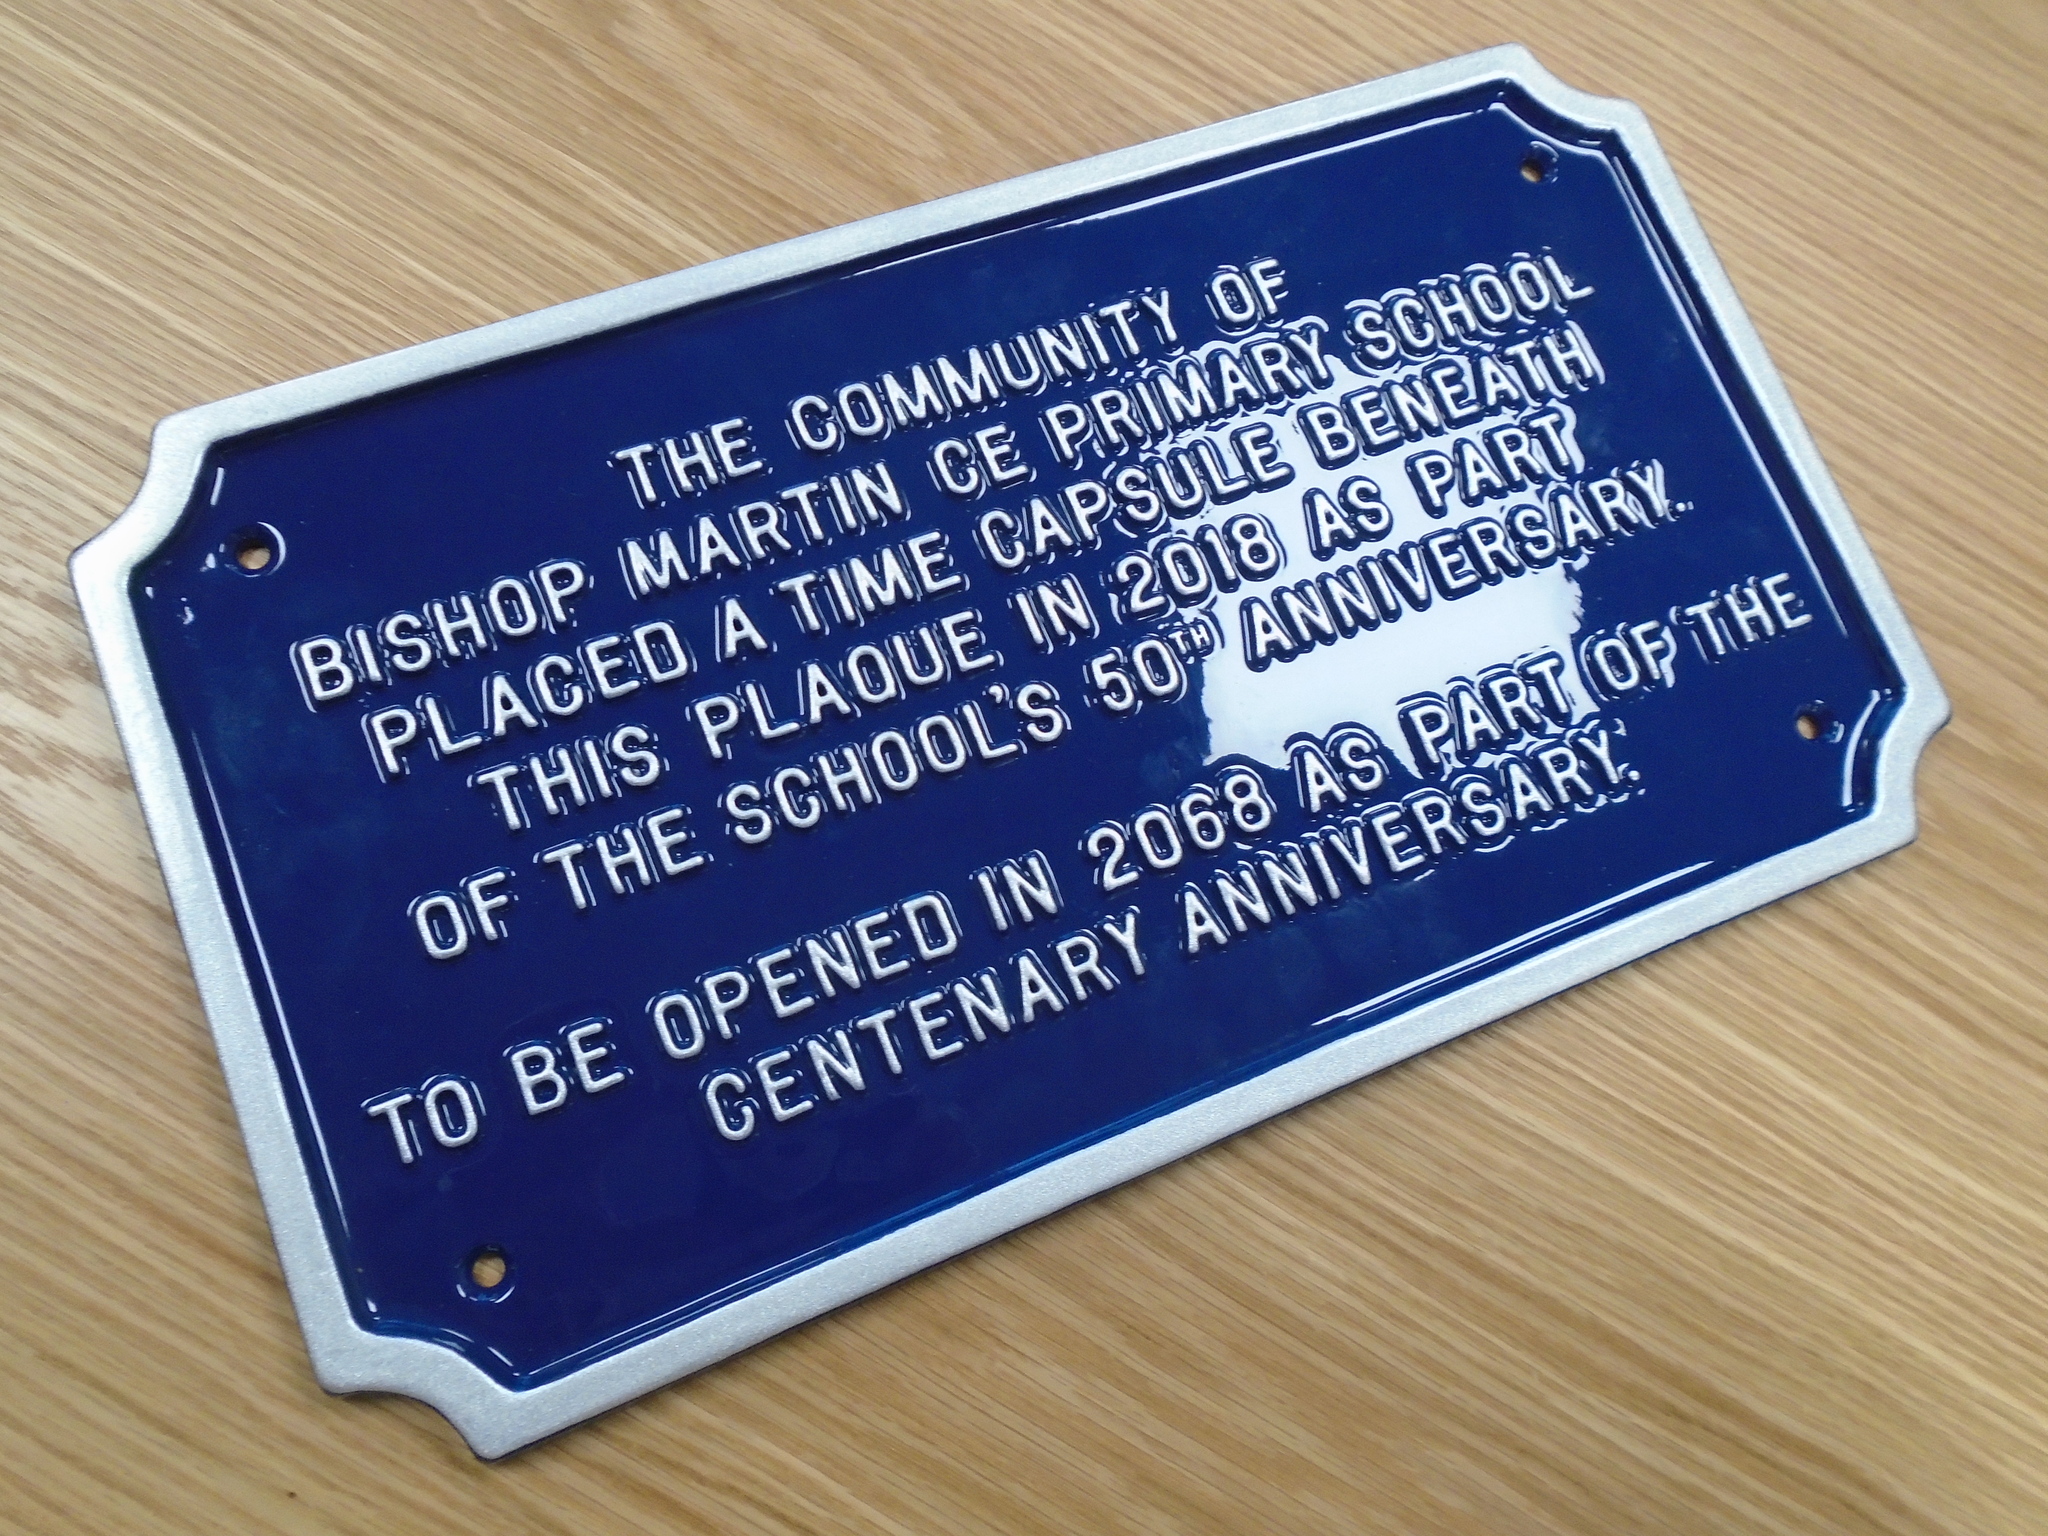 THE COMMUNITY OF
BISHOP MARTIN CE PRIMARY SCHOOL
PLACED A TIME CAPSULE BENEATH
THIS PLAQUE IN 2018 AS PART
OF THE SCHOOL'S 50TH ANNIVERSARY.
TO BE OPENED IN 2068 AS PART OF THE
CENTENARY ANNIVERSARY.